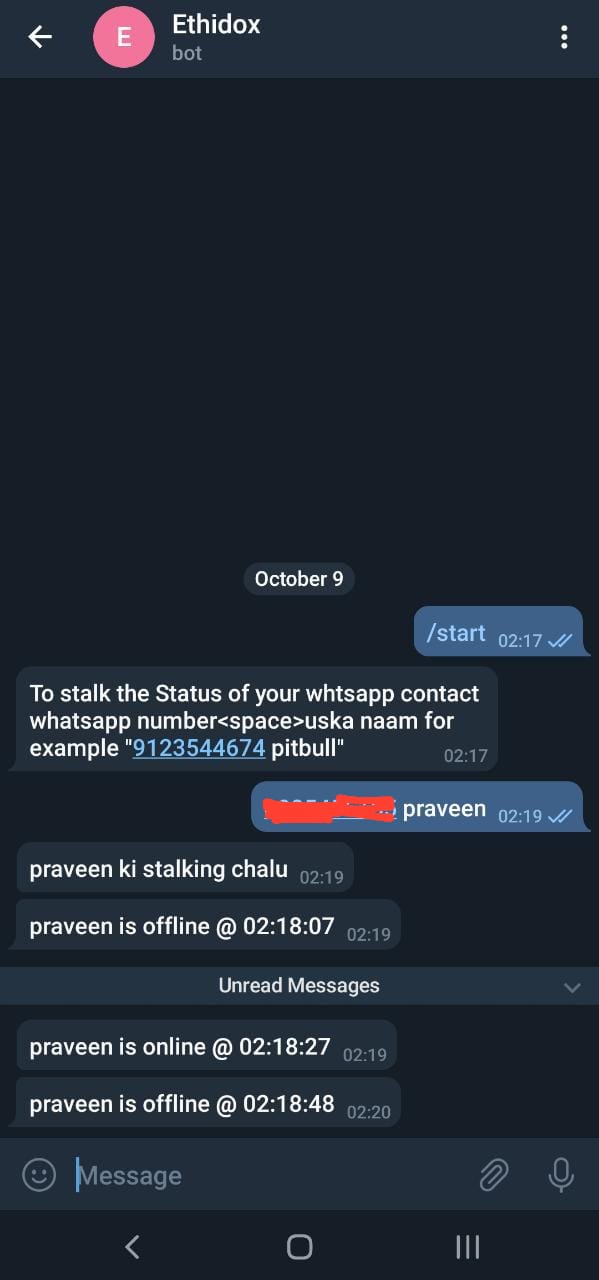 E
Ethidox
bot
October 9
/start 02:17
To stalk the Status of your whtsapp contact
whatsapp number<space>uska naam for
example "9123544674 pitbull" 02:17
praveen 02:19
praveen ki stalking chalu 02:19
praveen is offline @ 02:18:07 02:19
Unread Messages
praveen is online @ 02:18:27 02:19
praveen is offline @ 02:18:48 02:20
Message